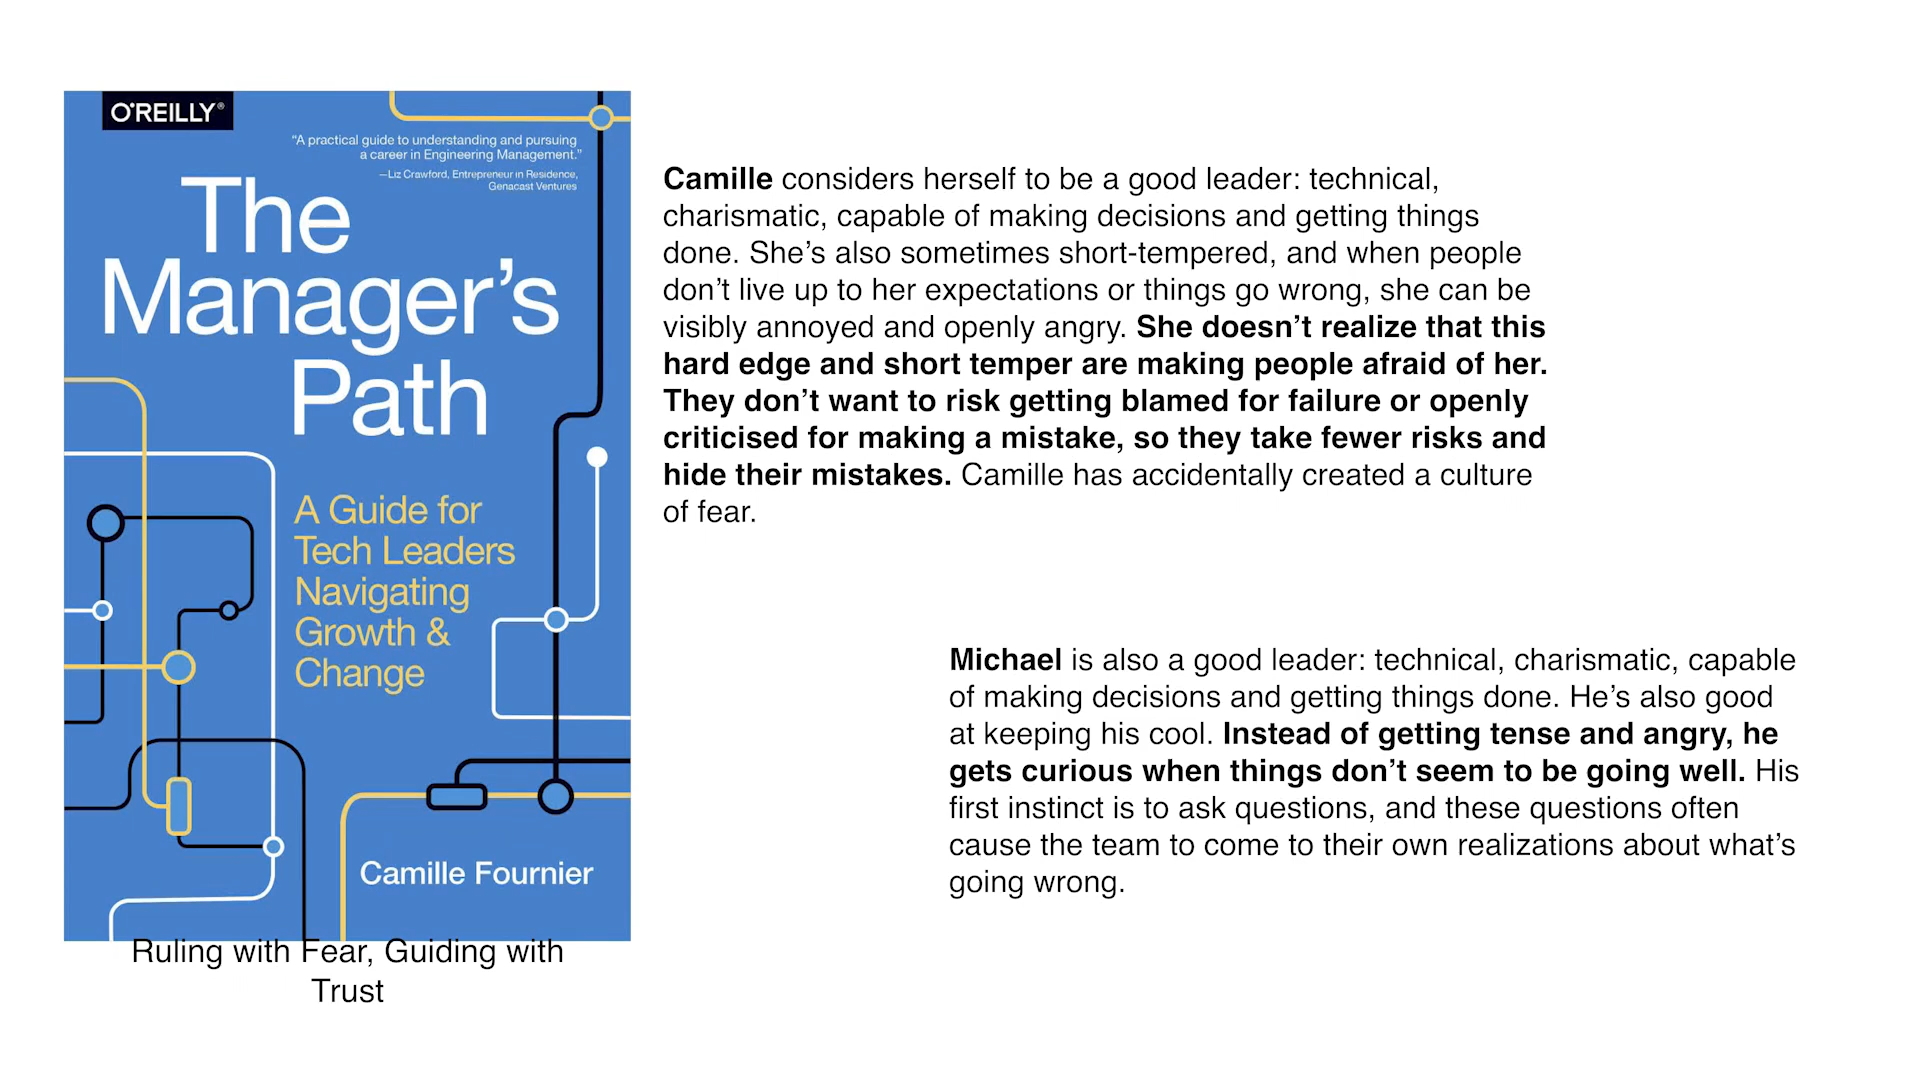 O'REILLY®
“A practical guide to understanding and pursuing
a career in Engineering Management.”
—Liz Crawford, Entrepreneur in Residence,
Genacast Ventures
The
Manager’s
Path
A Guide for
Tech Leaders
Navigating
Growth &
Change
Camille Fournier
Ruling with Fear, Guiding with
Trust
Camille considers herself to be a good leader: technical,
charismatic, capable of making decisions and getting things
done. She’s also sometimes short-tempered, and when people
don’t live up to her expectations or things go wrong, she can be
visibly annoyed and openly angry. She doesn’t realize that this
hard edge and short temper are making people afraid of her.
They don’t want to risk getting blamed for failure or openly
criticised for making a mistake, so they take fewer risks and
hide their mistakes. Camille has accidentally created a culture
of fear.
Michael is also a good leader: technical, charismatic, capable
of making decisions and getting things done. He’s also good
at keeping his cool. Instead of getting tense and angry, he
gets curious when things don’t seem to be going well. His
first instinct is to ask questions, and these questions often
cause the team to come to their own realizations about what’s
going wrong.